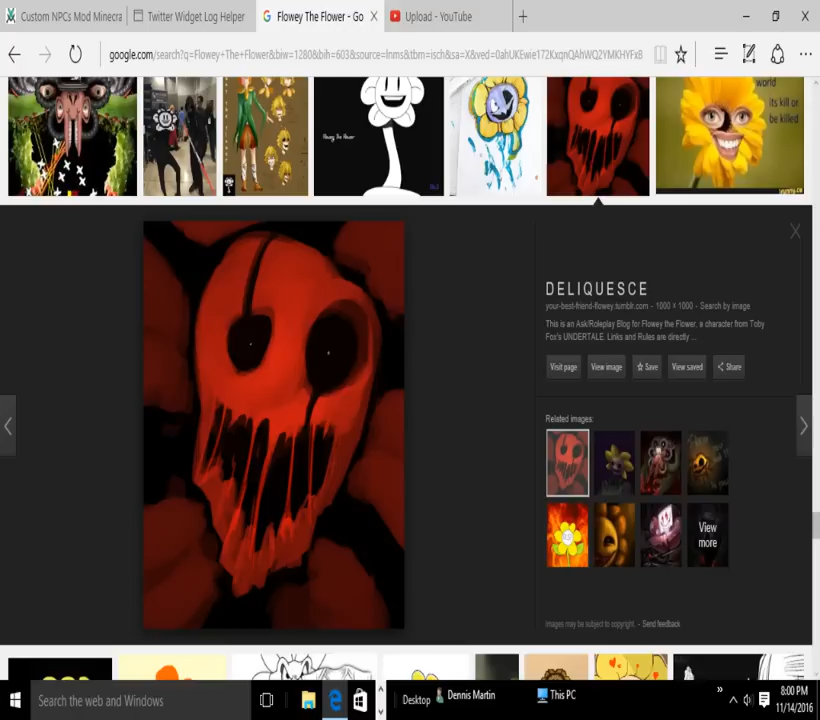 Custom NPCs Mod Minecra
Twitter Widget Log Helper
Flowey The Flower - Go
Upload - YouTube
google.com/search?q=Flowey+The+Flower&biw=1280&bih=603&source=lnms&tbm=isch&sa=X&ved=0ahUKEwie172KxqnQAhWQ2YMKHYFxB
world
its kill or
be killed
Flowey The Flower
DELIQUESCE
your-best-friend-flowey.tumblr.com - 1000 × 1000 - Search by image
This is an Ask/Roleplay Blog for Flowey the Flower, a character from Toby
Fox's UNDERTALE. Links and Rules are directly ...
Visit page
View image
Save
View saved
Share
Related images:
View
more
Images may be subject to copyright. - Send feedback
Search the web and Windows
Desktop
Dennis Martin
This PC
8:00 PM
11/14/2016